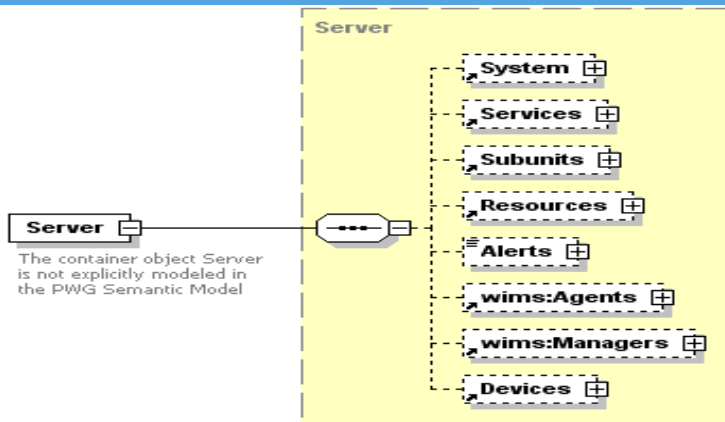 Server
System
Services
Subunits
Resources
Server
Alerts
The container object Server
is not explicitly modeled in
the PWG Semantic Model
wims:Agents
wims:Managers
Devices